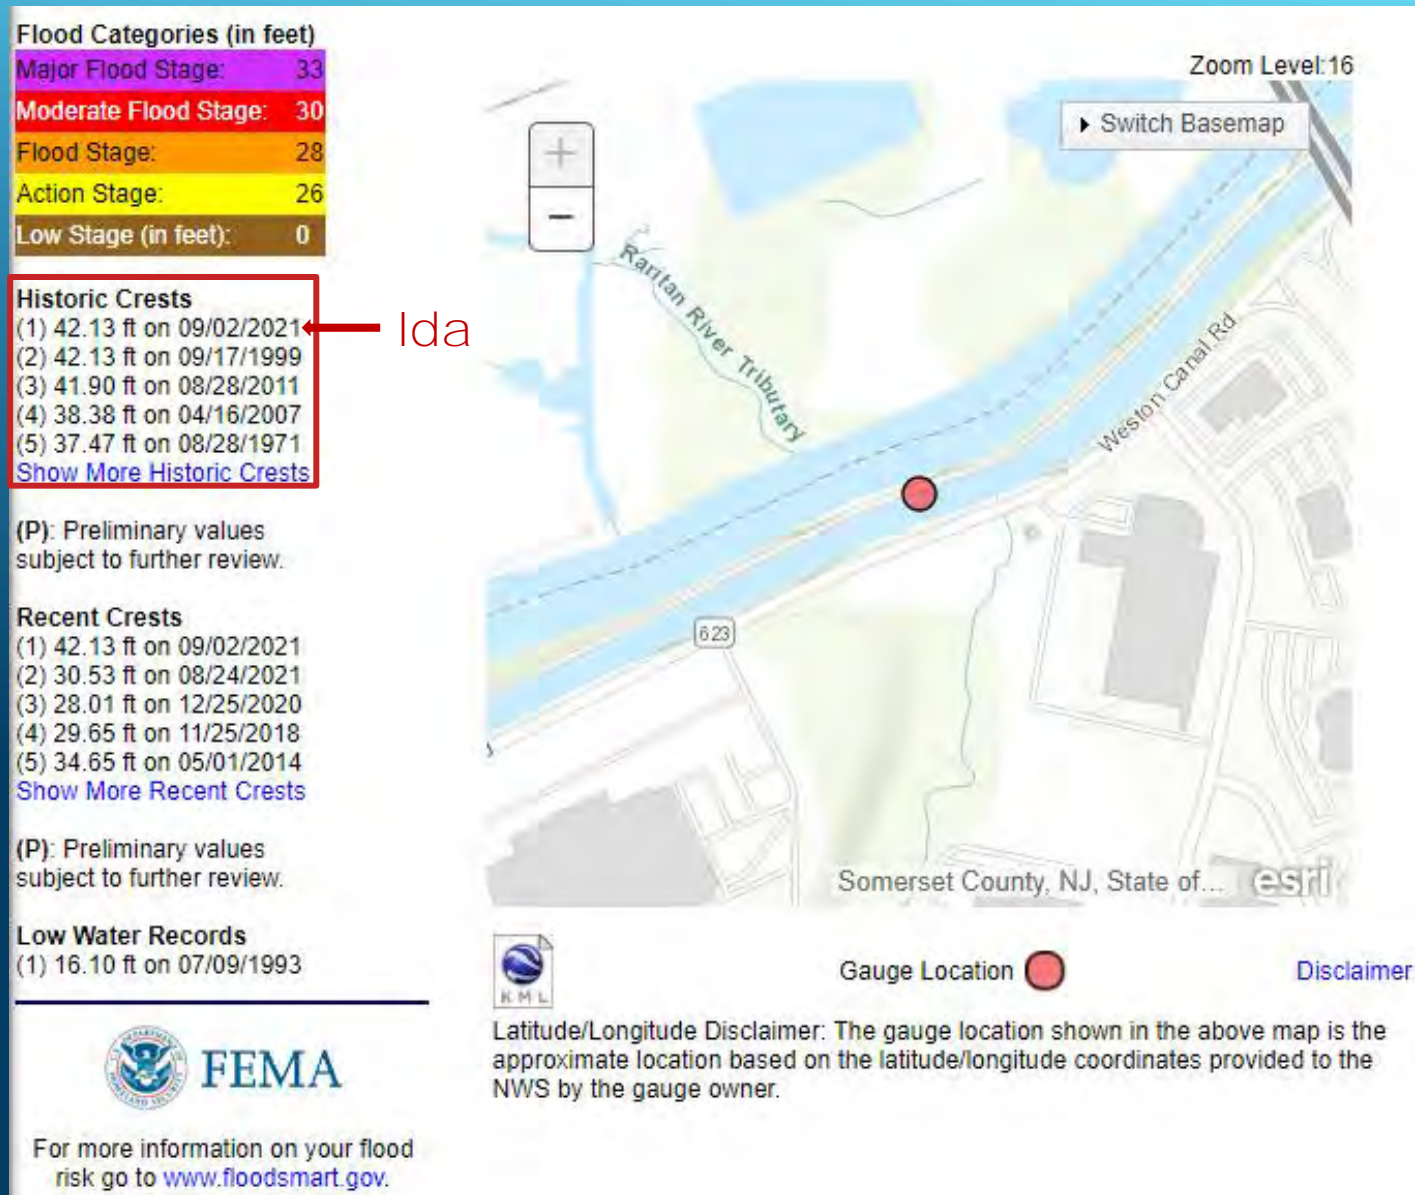 Flood Categories (in feet)
Major Flood Stage: 33
Moderate Flood Stage: 30
Flood Stage: 28
Action Stage: 26
Low Stage (in feet): 0
Historic Crests
(1) 42.13 ft on 09/02/2021
Ida
(2) 42.13 ft on 09/17/1999
(3) 41.90 ft on 08/28/2011
(4) 38.38 ft on 04/16/2007
(5) 37.47 ft on 08/28/1971
Show More Historic Crests
(P): Preliminary values
subject to further review.
Recent Crests
(1) 42.13 ft on 09/02/2021
(2) 30.53 ft on 08/24/2021
(3) 28.01 ft on 12/25/2020
(4) 29.65 ft on 11/25/2018
(5) 34.65 ft on 05/01/2014
Show More Recent Crests
(P): Preliminary values
subject to further review.
Low Water Records
(1) 16.10 ft on 07/09/1993
FEMA
For more information on your flood
risk go to www.floodsmart.gov.
Zoom Level:16
Switch Basemap
+
−
Raritan River Tributary
Weston Canal Rd
623
Somerset County, NJ, State of...
esri
KML
Gauge Location
Disclaimer
Latitude/Longitude Disclaimer: The gauge location shown in the above map is the
approximate location based on the latitude/longitude coordinates provided to the
NWS by the gauge owner.